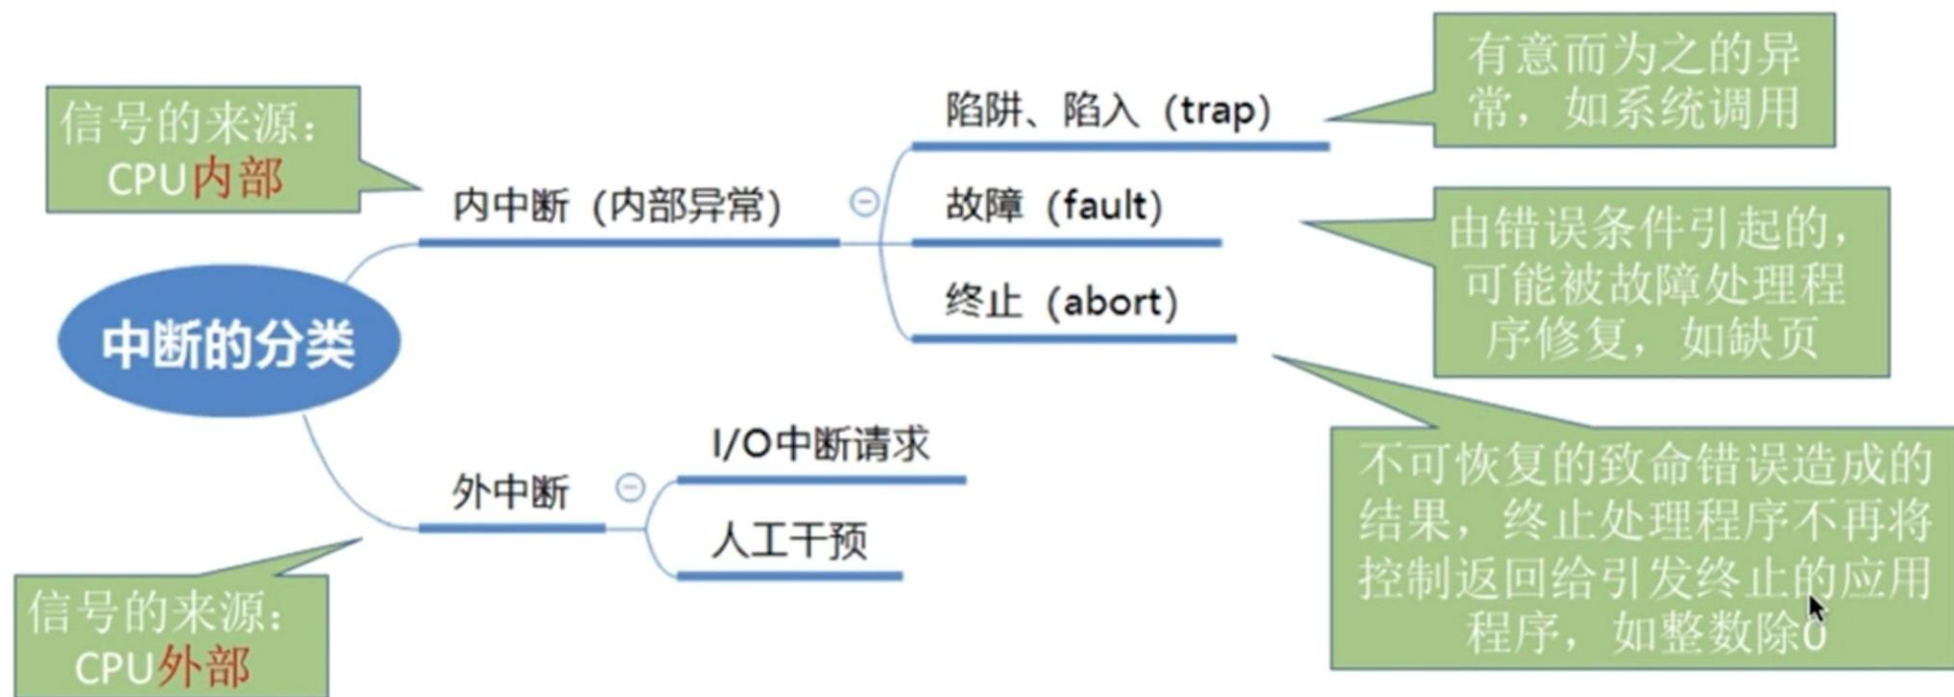 有意而为之的异
常，如系统调用
信号的来源：
CPU内部
陷阱、陷入（trap）
内中断（内部异常）
故障（fault）
由错误条件引起的，
可能被故障处理程
序修复，如缺页
终止（abort）
中断的分类
I/O中断请求
外中断
人工干预
不可恢复的致命错误造成的
结果，终止处理程序不再将
控制返回给引发终止的应用
程序，如整数除0
信号的来源：
CPU外部